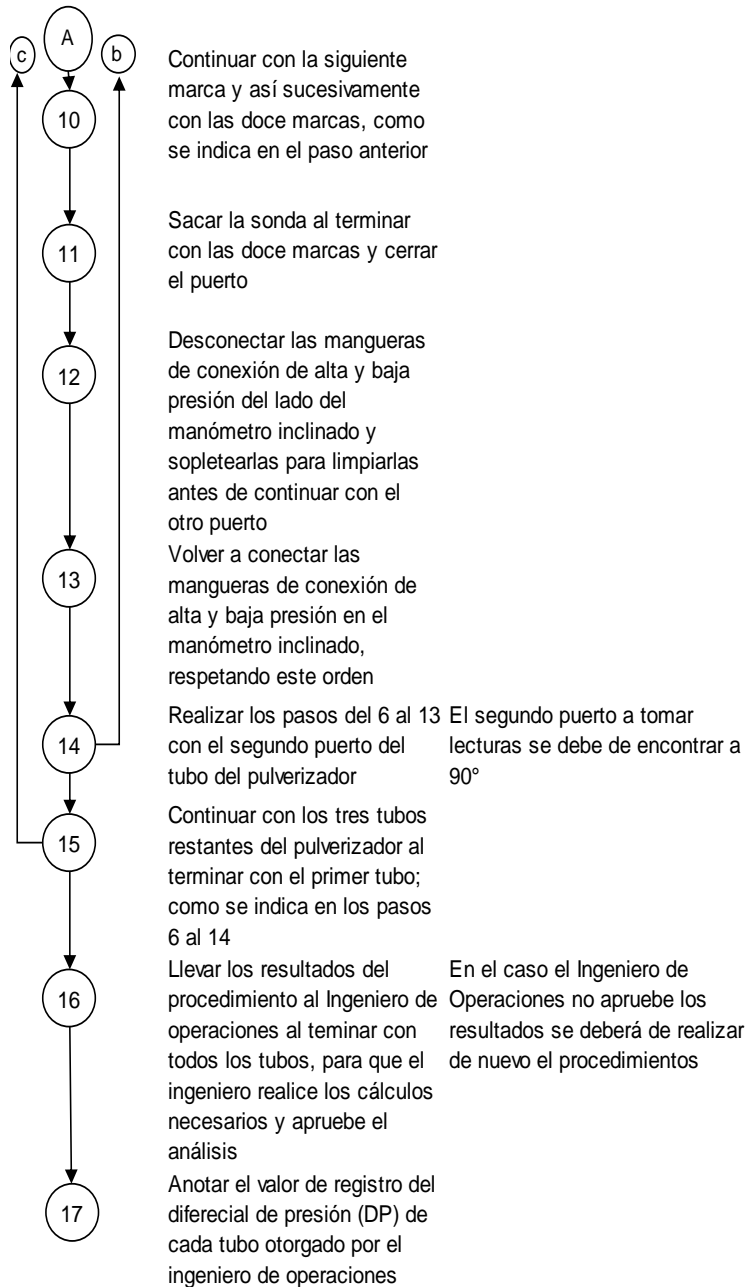 c
A
b
10
Continuar con la siguiente
marca y así sucesivamente
con las doce marcas, como
se indica en el paso anterior
11
Sacar la sonda al terminar
con las doce marcas y cerrar
el puerto
12
Desconectar las mangueras
de conexión de alta y baja
presión del lado del
manómetro inclinado y
sopletearlas para limpiarlas
antes de continuar con el
otro puerto
13
Volver a conectar las
mangueras de conexión de
alta y baja presión en el
manómetro inclinado,
respetando este orden
14
Realizar los pasos del 6 al 13
con el segundo puerto del
tubo del pulverizador
El segundo puerto a tomar
lecturas se debe de encontrar a
90°
15
Continuar con los tres tubos
restantes del pulverizador al
terminar con el primer tubo;
como se indica en los pasos
6 al 14
16
Llevar los resultados del
procedimiento al Ingeniero de
operaciones al teminar con
todos los tubos, para que el
ingeniero realice los cálculos
necesarios y apruebe el
análisis
En el caso el Ingeniero de
Operaciones no apruebe los
resultados se deberá de realizar
de nuevo el procedimientos
17
Anotar el valor de registro del
diferecial de presión (DP) de
cada tubo otorgado por el
ingeniero de operaciones